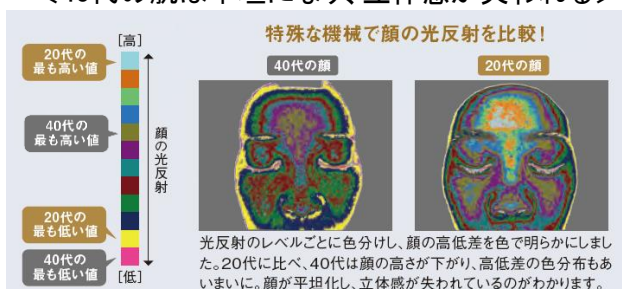 特殊な機械で顔の光反射を比較！
[高]
20代の
最も高い値
40代の
最も高い値
顔の光反射
20代の
最も低い値
40代の
最も低い値
[低]
40代の顔
20代の顔
光反射のレベルごとに色分けし、顔の高低差を色で明らかにしまし
た。20代に比べ、40代は顔の高さが下がり、高低差の色分布もあ
いまいに。顔が平坦化し、立体感が失われているのがわかります。